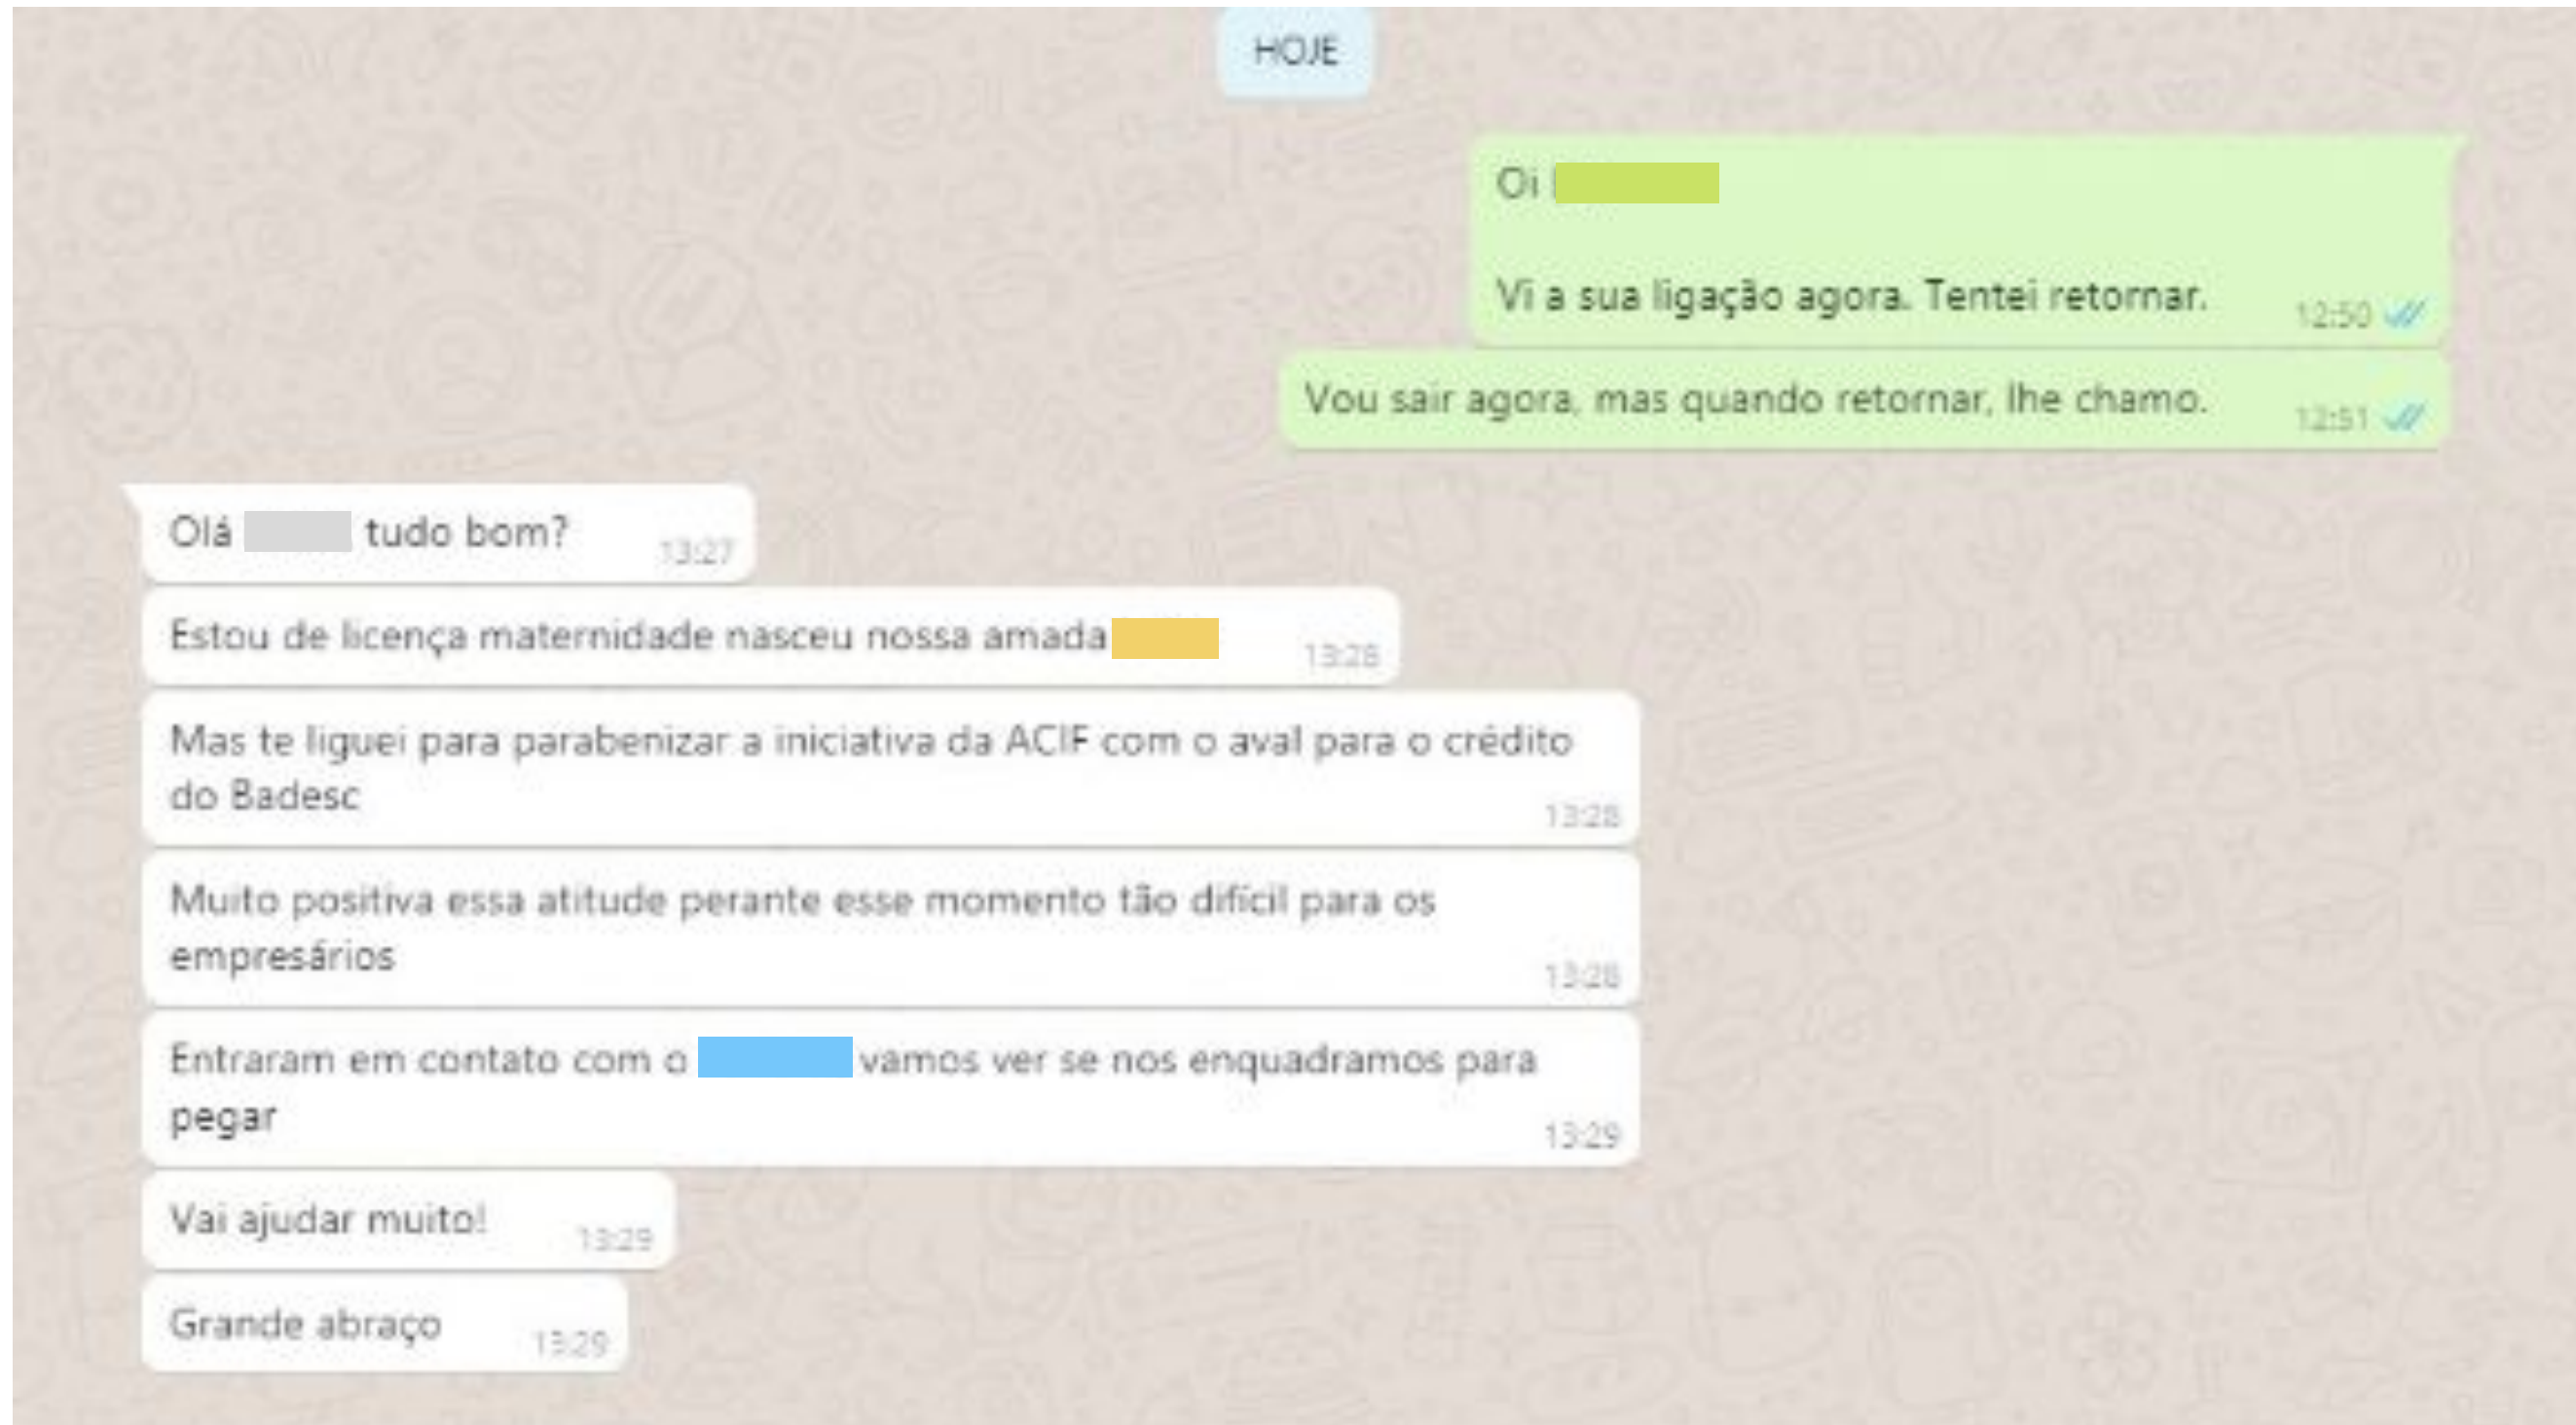 HOJE
Oi
Vi a sua ligação agora. Tentei retornar.
12:50
Vou sair agora, mas quando retornar, lhe chamo.
12:51
Olá tudo bom?
13:27
Estou de licença maternidade nasceu nossa amada
13:28
Mas te liguei para parabenizar a iniciativa da ACIF com o aval para o crédito
do Badesc
13:28
Muito positiva essa atitude perante esse momento tão difícil para os
empresários
13:28
Entraram em contato com o vamos ver se nos enquadramos para
pegar
13:29
Vai ajudar muito!
13:29
Grande abraço
13:29